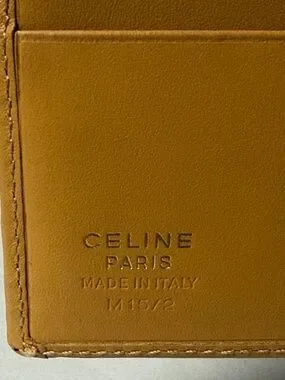 CELINE
PARIS
MADE IN ITALY
M15/2